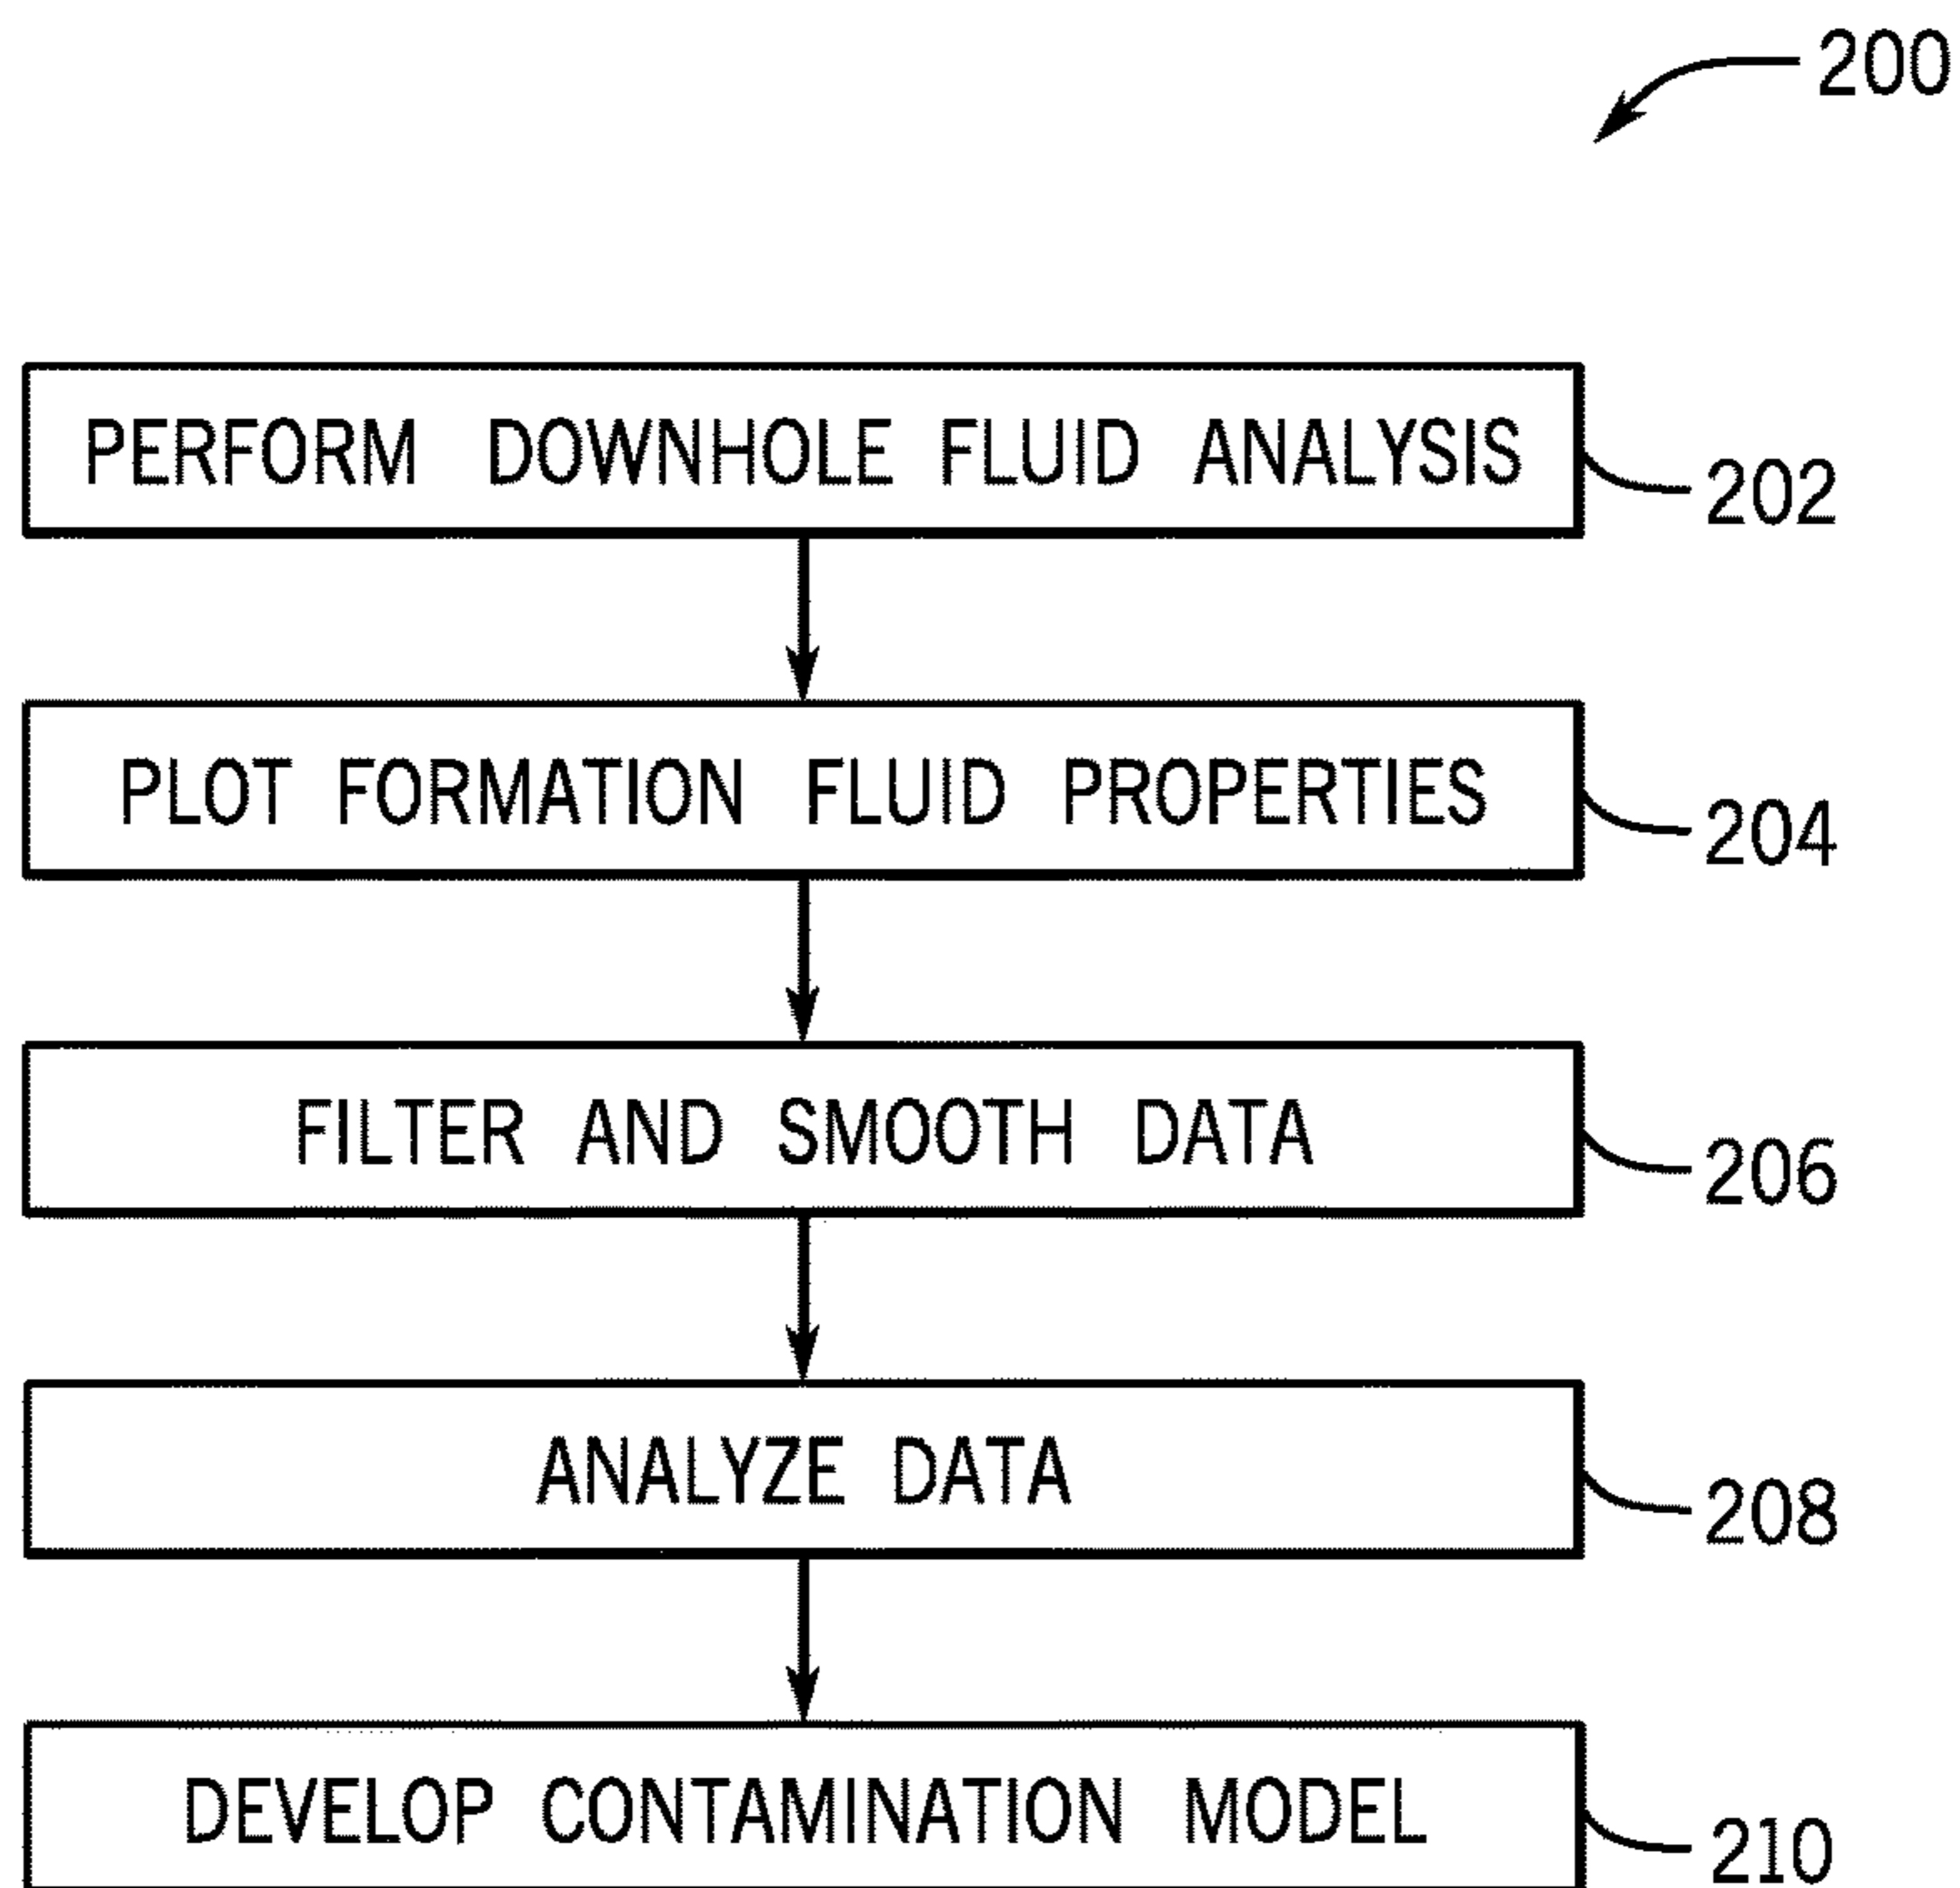 200
PERFORM DOWNHOLE FLUID ANALYSIS
202
PLOT FORMATION FLUID PROPERTIES
204
FILTER AND SMOOTH DATA
206
ANALYZE DATA
208
DEVELOP CONTAMINATION MODEL
210